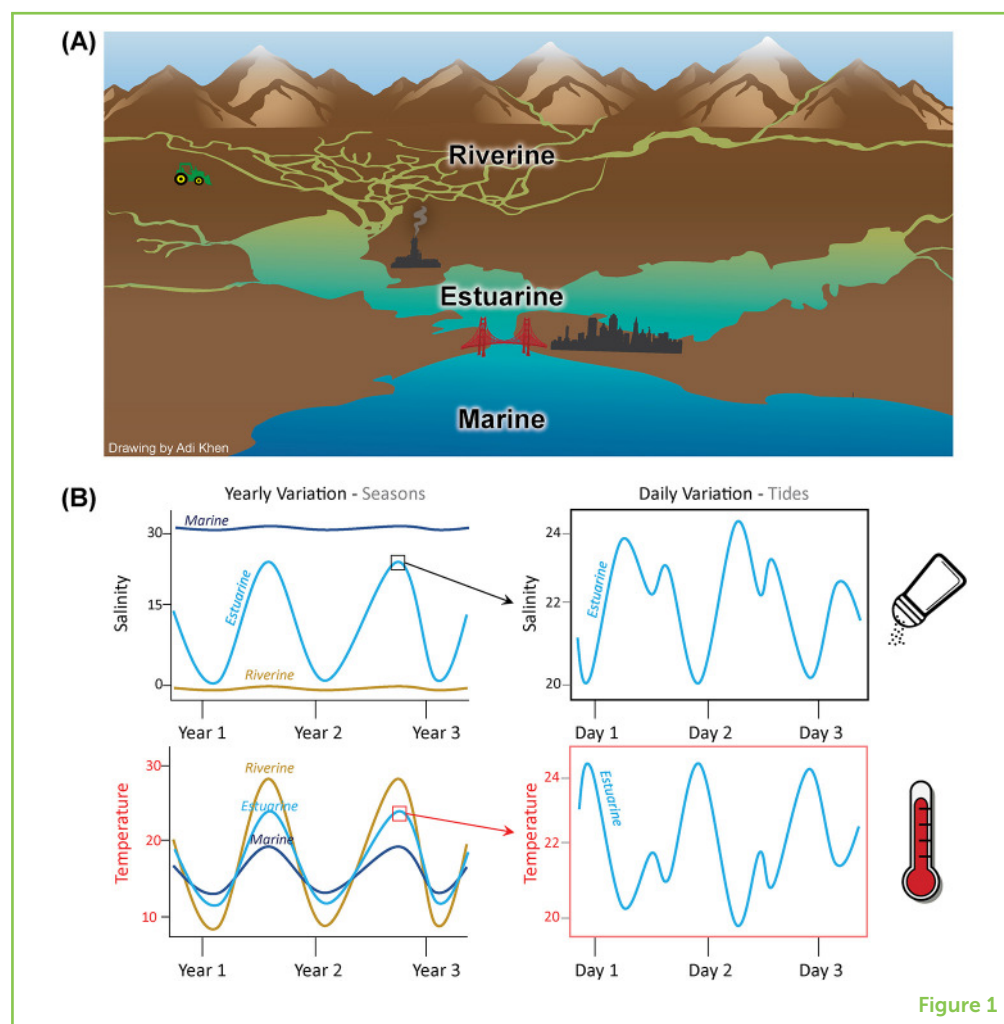 (A)
Riverine
Estuarine
Marine
Drawing by Adi Khen
(B)
Yearly Variation - Seasons
Salinity
30
15
0
Marine
Estuarine
Riverine
Year 1 Year 2 Year 3
Daily Variation - Tides
Salinity
24
22
20
Estuarine
Day 1 Day 2 Day 3
Temperature
30
20
10
Riverine
Estuarine
Marine
Year 1 Year 2 Year 3
Temperature
24
22
20
Estuarine
Day 1 Day 2 Day 3
Figure 1